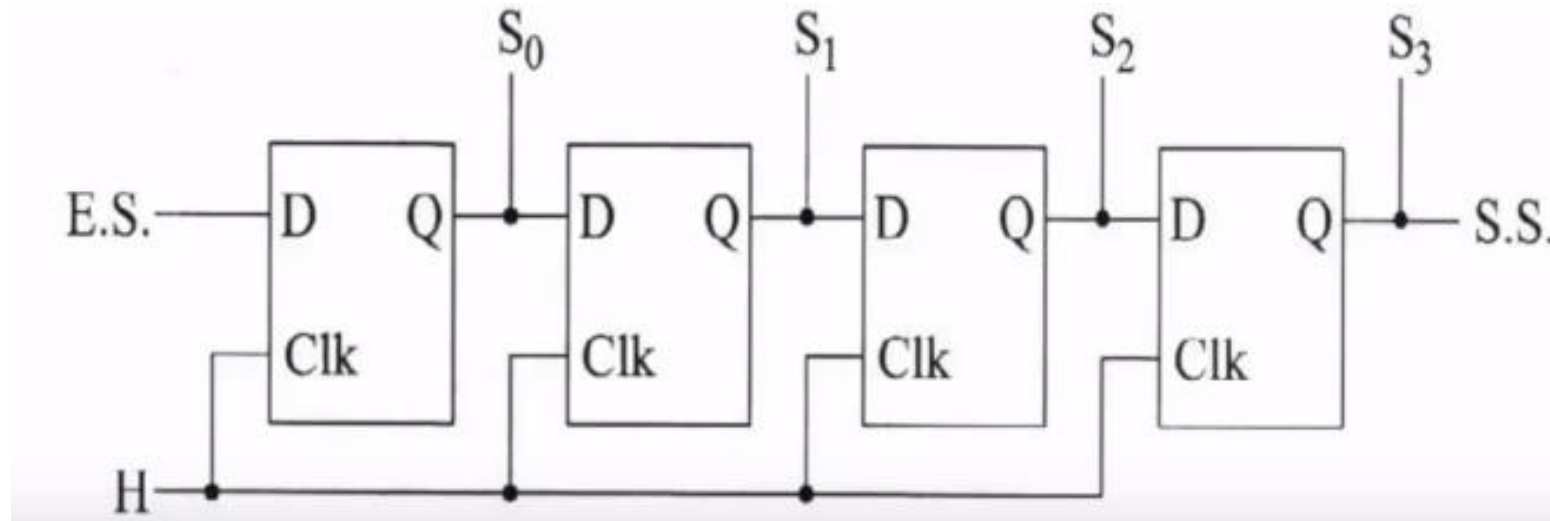 S₀ S₁ S₂ S₃
E.S. D Q D Q D Q D Q S.S.
Clk Clk Clk Clk
H